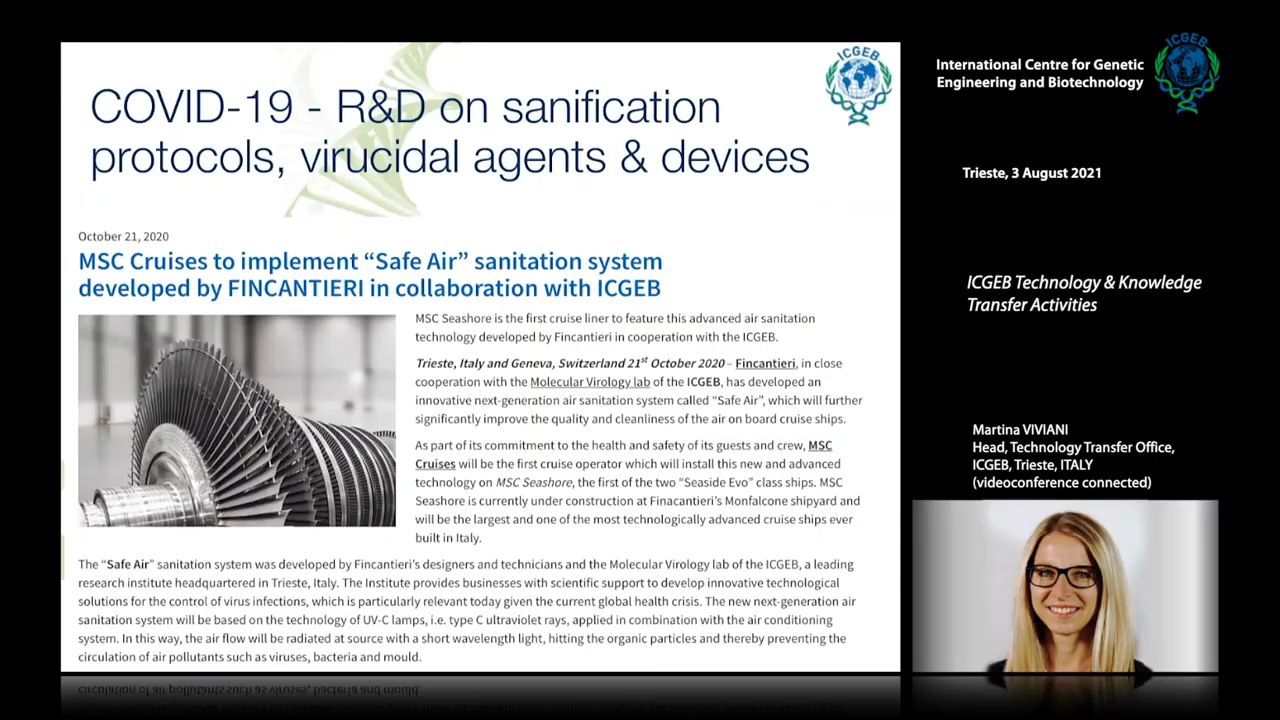 COVID-19 - R&D on sanification
protocols, virucidal agents & devices
ICGEB
October 21, 2020
MSC Cruises to implement “Safe Air” sanitation system
developed by FINCANTIERI in collaboration with ICGEB
MSC Seashore is the first cruise liner to feature this advanced air sanitation
technology developed by Fincantieri in cooperation with the ICGEB.
Trieste, Italy and Geneva, Switzerland 21st October 2020 – Fincantieri, in close
cooperation with the Molecular Virology lab of the ICGEB, has developed an
innovative next-generation air sanitation system called “Safe Air”, which will further
significantly improve the quality and cleanliness of the air on board cruise ships.
As part of its commitment to the health and safety of its guests and crew, MSC
Cruises will be the first cruise operator which will install this new and advanced
technology on MSC Seashore, the first of the two “Seaside Evo” class ships. MSC
Seashore is currently under construction at Finacantieri’s Monfalcone shipyard and
will be the largest and one of the most technologically advanced cruise ships ever
built in Italy.
The “Safe Air” sanitation system was developed by Fincantieri’s designers and technicians and the Molecular Virology lab of the ICGEB, a leading
research institute headquartered in Trieste, Italy. The Institute provides businesses with scientific support to develop innovative technological
solutions for the control of virus infections, which is particularly relevant today given the current global health crisis. The new next-generation air
sanitation system will be based on the technology of UV-C lamps, i.e. type C ultraviolet rays, applied in combination with the air conditioning
system. In this way, the air flow will be radiated at source with a short wavelength light, hitting the organic particles and thereby preventing the
circulation of air pollutants such as viruses, bacteria and mould.
International Centre for Genetic
Engineering and Biotechnology
ICGEB
Trieste, 3 August 2021
ICGEB Technology & Knowledge
Transfer Activities
Martina VIVIANI
Head, Technology Transfer Office,
ICGEB, Trieste, ITALY
(videoconference connected)